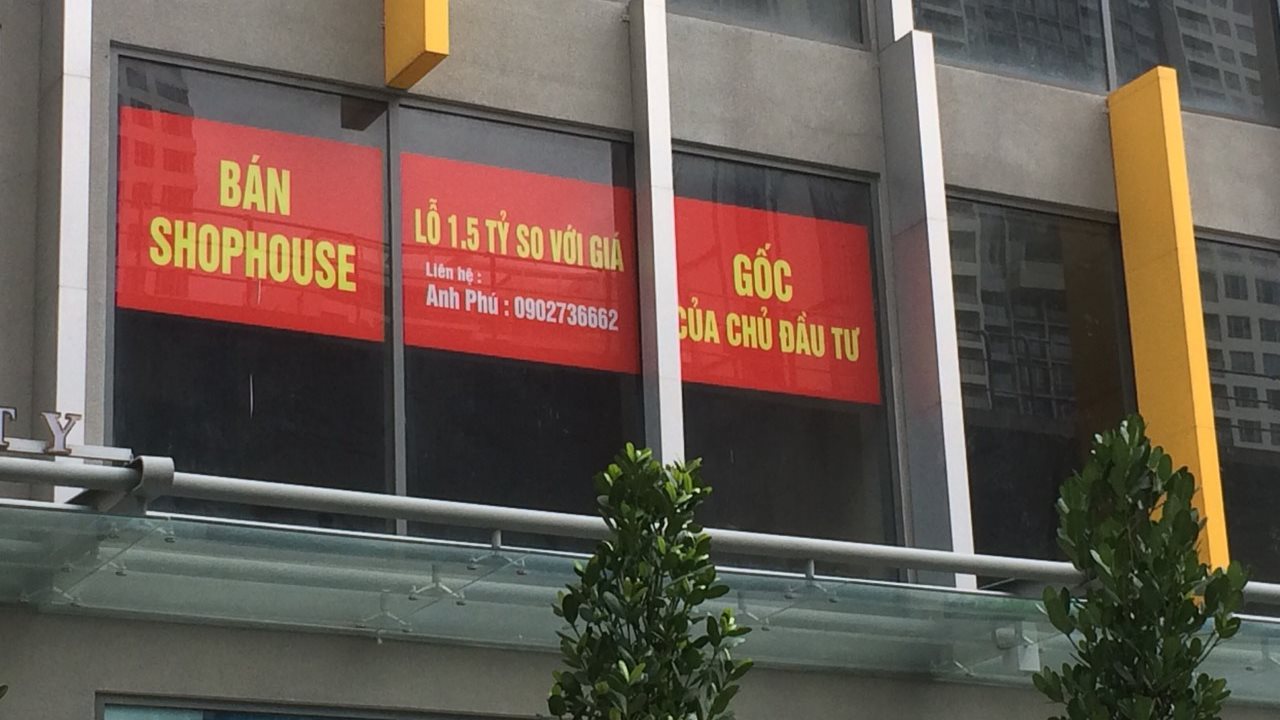 BÁN
SHOPHOUSE
LỖ 1.5 TỶ SO VỚI GIÁ
Liên hệ :
Anh Phú : 0902736662
GỐC
CỦA CHỦ ĐẦU TƯ
TY